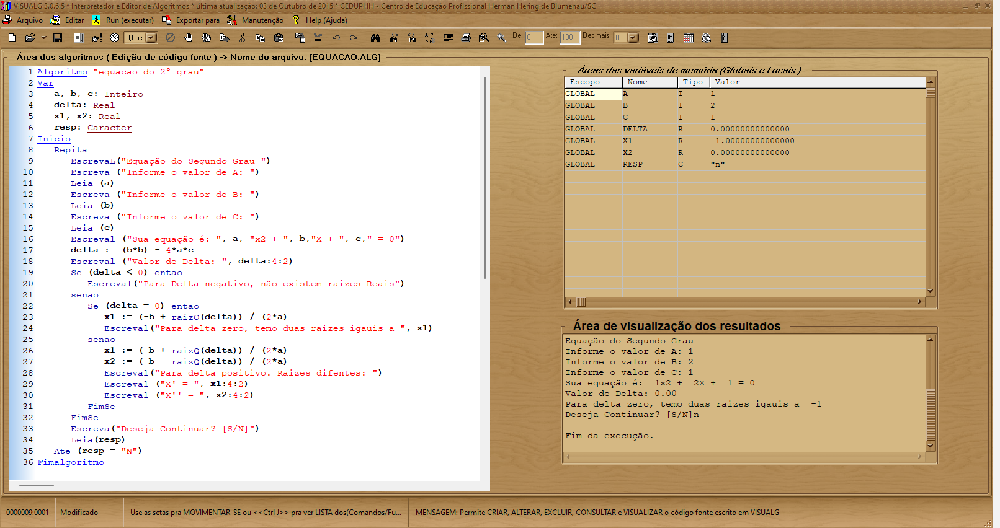 VISUALG 3.0.6.5 * Interpretador e Editor de Algoritmos * última atualização: 03 de Outubro de 2015 * CEDUPHH - Centro de Educação Profissional Herman Hering de Blumenau/SC
Arquivo Editar Run (executar) Exportar para Manutenção Help (Ajuda)
0,05s De: 0 Até: 100 Decimais: 0
Área dos algoritmos ( Edição de código fonte ) -> Nome do arquivo: [EQUACAO.ALG]
1 Algoritmo "equacao do 2° grau"
2 Var
3 a, b, c: Inteiro
4 delta: Real
5 x1, x2: Real
6 resp: Caracter
7 Inicio
8 Repita
9 EscrevaL("Equação do Segundo Grau ")
10 Escreva ("Informe o valor de A: ")
11 Leia (a)
12 Escreva ("Informe o valor de B: ")
13 Leia (b)
14 Escreva ("Informe o valor de C: ")
15 Leia (c)
16 Escreval ("Sua equação é: ", a, "x2 + ", b,"X + ", c," = 0")
17 delta := (b*b) - 4*a*c
18 Escreval ("Valor de Delta: ", delta:4:2)
19 Se (delta < 0) entao
20 Escreval("Para Delta negativo, não existem raizes Reais")
21 senao
22 Se (delta = 0) entao
23 x1 := (-b + raizQ(delta)) / (2*a)
24 Escreval("Para delta zero, temo duas raizes igauis a ", x1)
25 senao
26 x1 := (-b + raizQ(delta)) / (2*a)
27 x2 := (-b - raizQ(delta)) / (2*a)
28 Escreval("Para delta positivo. Raizes difentes: ")
29 Escreval ("X' = ", x1:4:2)
30 Escreval ("X'' = ", x2:4:2)
31 FimSe
32 FimSe
33 Escreva("Deseja Continuar? [S/N]")
34 Leia(resp)
35 Ate (resp = "N")
36 Fimalgoritmo
Áreas das variáveis de memória (Globais e Locais )
Escopo Nome Tipo Valor
GLOBAL A I 1
GLOBAL B I 2
GLOBAL C I 1
GLOBAL DELTA R 0.00000000000000
GLOBAL X1 R -1.00000000000000
GLOBAL X2 R 0.00000000000000
GLOBAL RESP C "n"
Área de visualização dos resultados
Equação do Segundo Grau
Informe o valor de A: 1
Informe o valor de B: 2
Informe o valor de C: 1
Sua equação é:  1x2 +  2X +  1 = 0
Valor de Delta: 0.00
Para delta zero, temo duas raizes igauis a  -1
Deseja Continuar? [S/N]n
Fim da execução.
0000009:0001 Modificado Use as setas pra MOVIMENTAR-SE ou <<Ctrl J>> pra ver LISTA dos(Comandos/Fu... MENSAGEM: Permite CRIAR, ALTERAR, EXCLUIR, CONSULTAR e VISUALIZAR o código fonte escrito em VISUALG